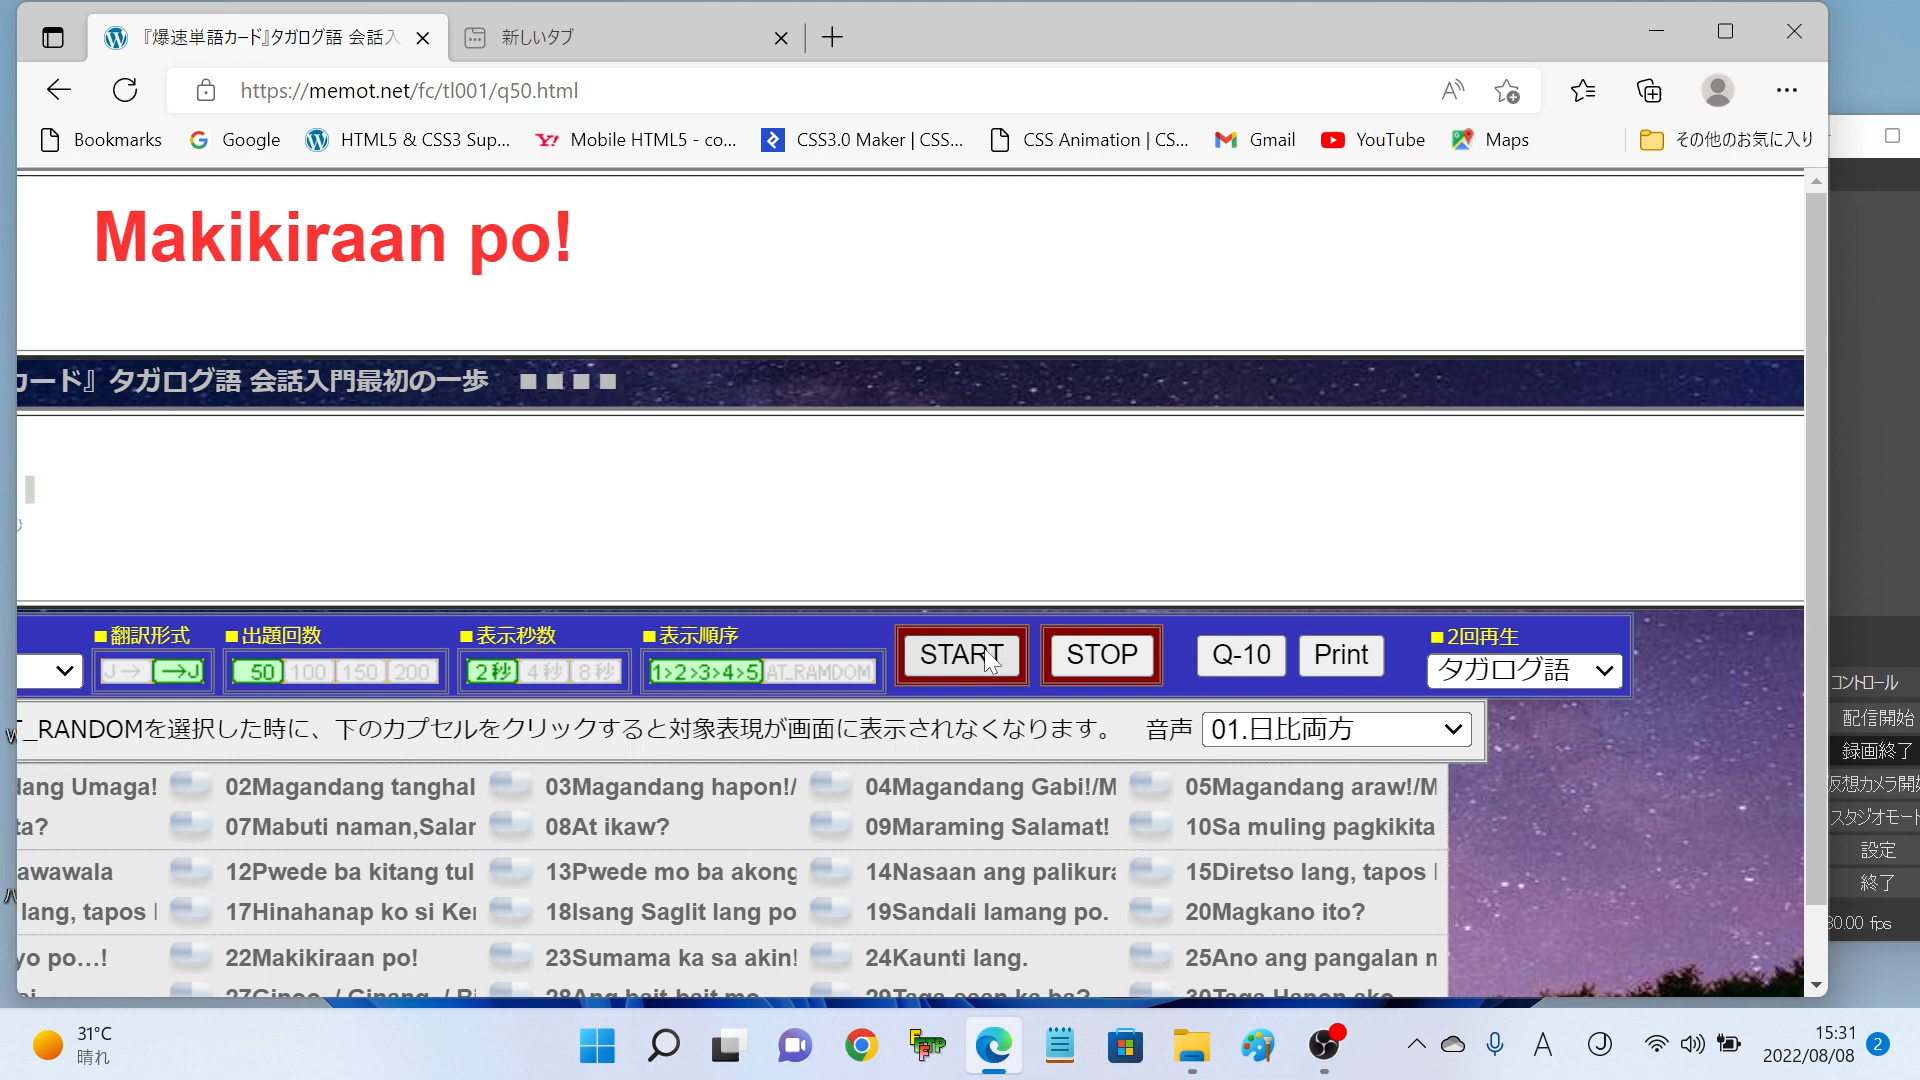 『爆速単語カード』タガログ語 会話入
新しいタブ
https://memot.net/fc/tl001/q50.html
Bookmarks
Google
HTML5 & CSS3 Sup...
Mobile HTML5 - co...
CSS3.0 Maker | CSS...
CSS Animation | CS...
Gmail
YouTube
Maps
その他のお気に入り
Makikiraan po!
カード』タガログ語 会話入門最初の一歩 ■ ■ ■ ■
■翻訳形式 ■出題回数 ■表示秒数 ■表示順序
J→ →J 50 100 150 200 2秒 4秒 8秒 1>2>3>4>5 AT_RAMDOM
START STOP Q-10 Print
■2回再生
タガログ語
_RANDOMを選択した時に、下のカプセルをクリックすると対象表現が画面に表示されなくなります。 音声 01.日比両方
dang Umaga! 02Magandang tanghal 03Magandang hapon!/ 04Magandang Gabi!/M 05Magandang araw!/M
ta? 07Mabuti naman,Salar 08At ikaw? 09Maraming Salamat! 10Sa muling pagkikita
awawala 12Pwede ba kitang tul 13Pwede mo ba akong 14Nasaan ang palikura 15Diretso lang, tapos
lang, tapos 17Hinahanap ko si Ker 18Isang Saglit lang po 19Sandali lamang po. 20Magkano ito?
yo po…! 22Makikiraan po! 23Sumama ka sa akin! 24Kaunti lang. 25Ano ang pangalan n
コントロール
配信開始
録画終了
仮想カメラ開始
スタジオモード
設定
終了
30.00 fps
31°C
晴れ
A
15:31
2022/08/08
2